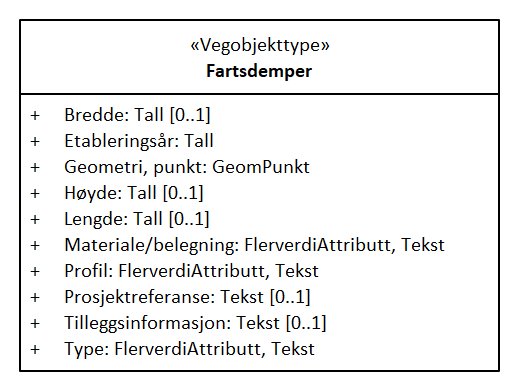 «Vegobjekttype»
Fartsdemper
+ Bredde: Tall [0..1]
+ Etableringsår: Tall
+ Geometri, punkt: GeomPunkt
+ Høyde: Tall [0..1]
+ Lengde: Tall [0..1]
+ Materiale/belegning: FlerverdiAttributt, Tekst
+ Profil: FlerverdiAttributt, Tekst
+ Prosjektreferanse: Tekst [0..1]
+ Tilleggsinformasjon: Tekst [0..1]
+ Type: FlerverdiAttributt, Tekst